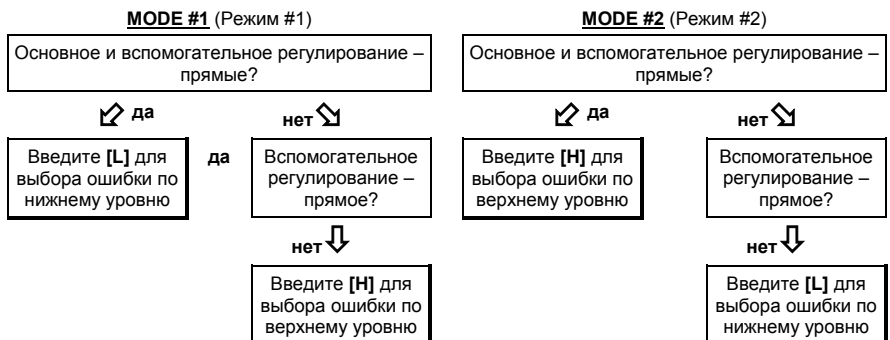 MODE #1 (Режим #1)
Основное и вспомогательное регулирование –
прямые?
да
нет
Введите [L] для
выбора ошибки по
нижнему уровню
да
Вспомогательное
регулирование –
прямое?
нет
Введите [H] для
выбора ошибки по
верхнему уровню
MODE #2 (Режим #2)
Основное и вспомогательное регулирование –
прямые?
да
нет
Введите [H] для
выбора ошибки по
верхнему уровню
Вспомогательное
регулирование –
прямое?
нет
Введите [L] для
выбора ошибки по
нижнему уровню